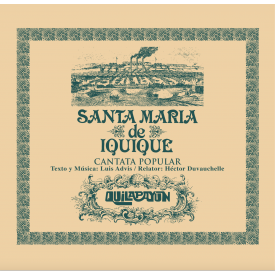 SANTA MARIA
de
IQUIQUE
CANTATA POPULAR
Texto y Música: Luis Advis / Relator: Héctor Duvauchelle
QUILAPAYUN